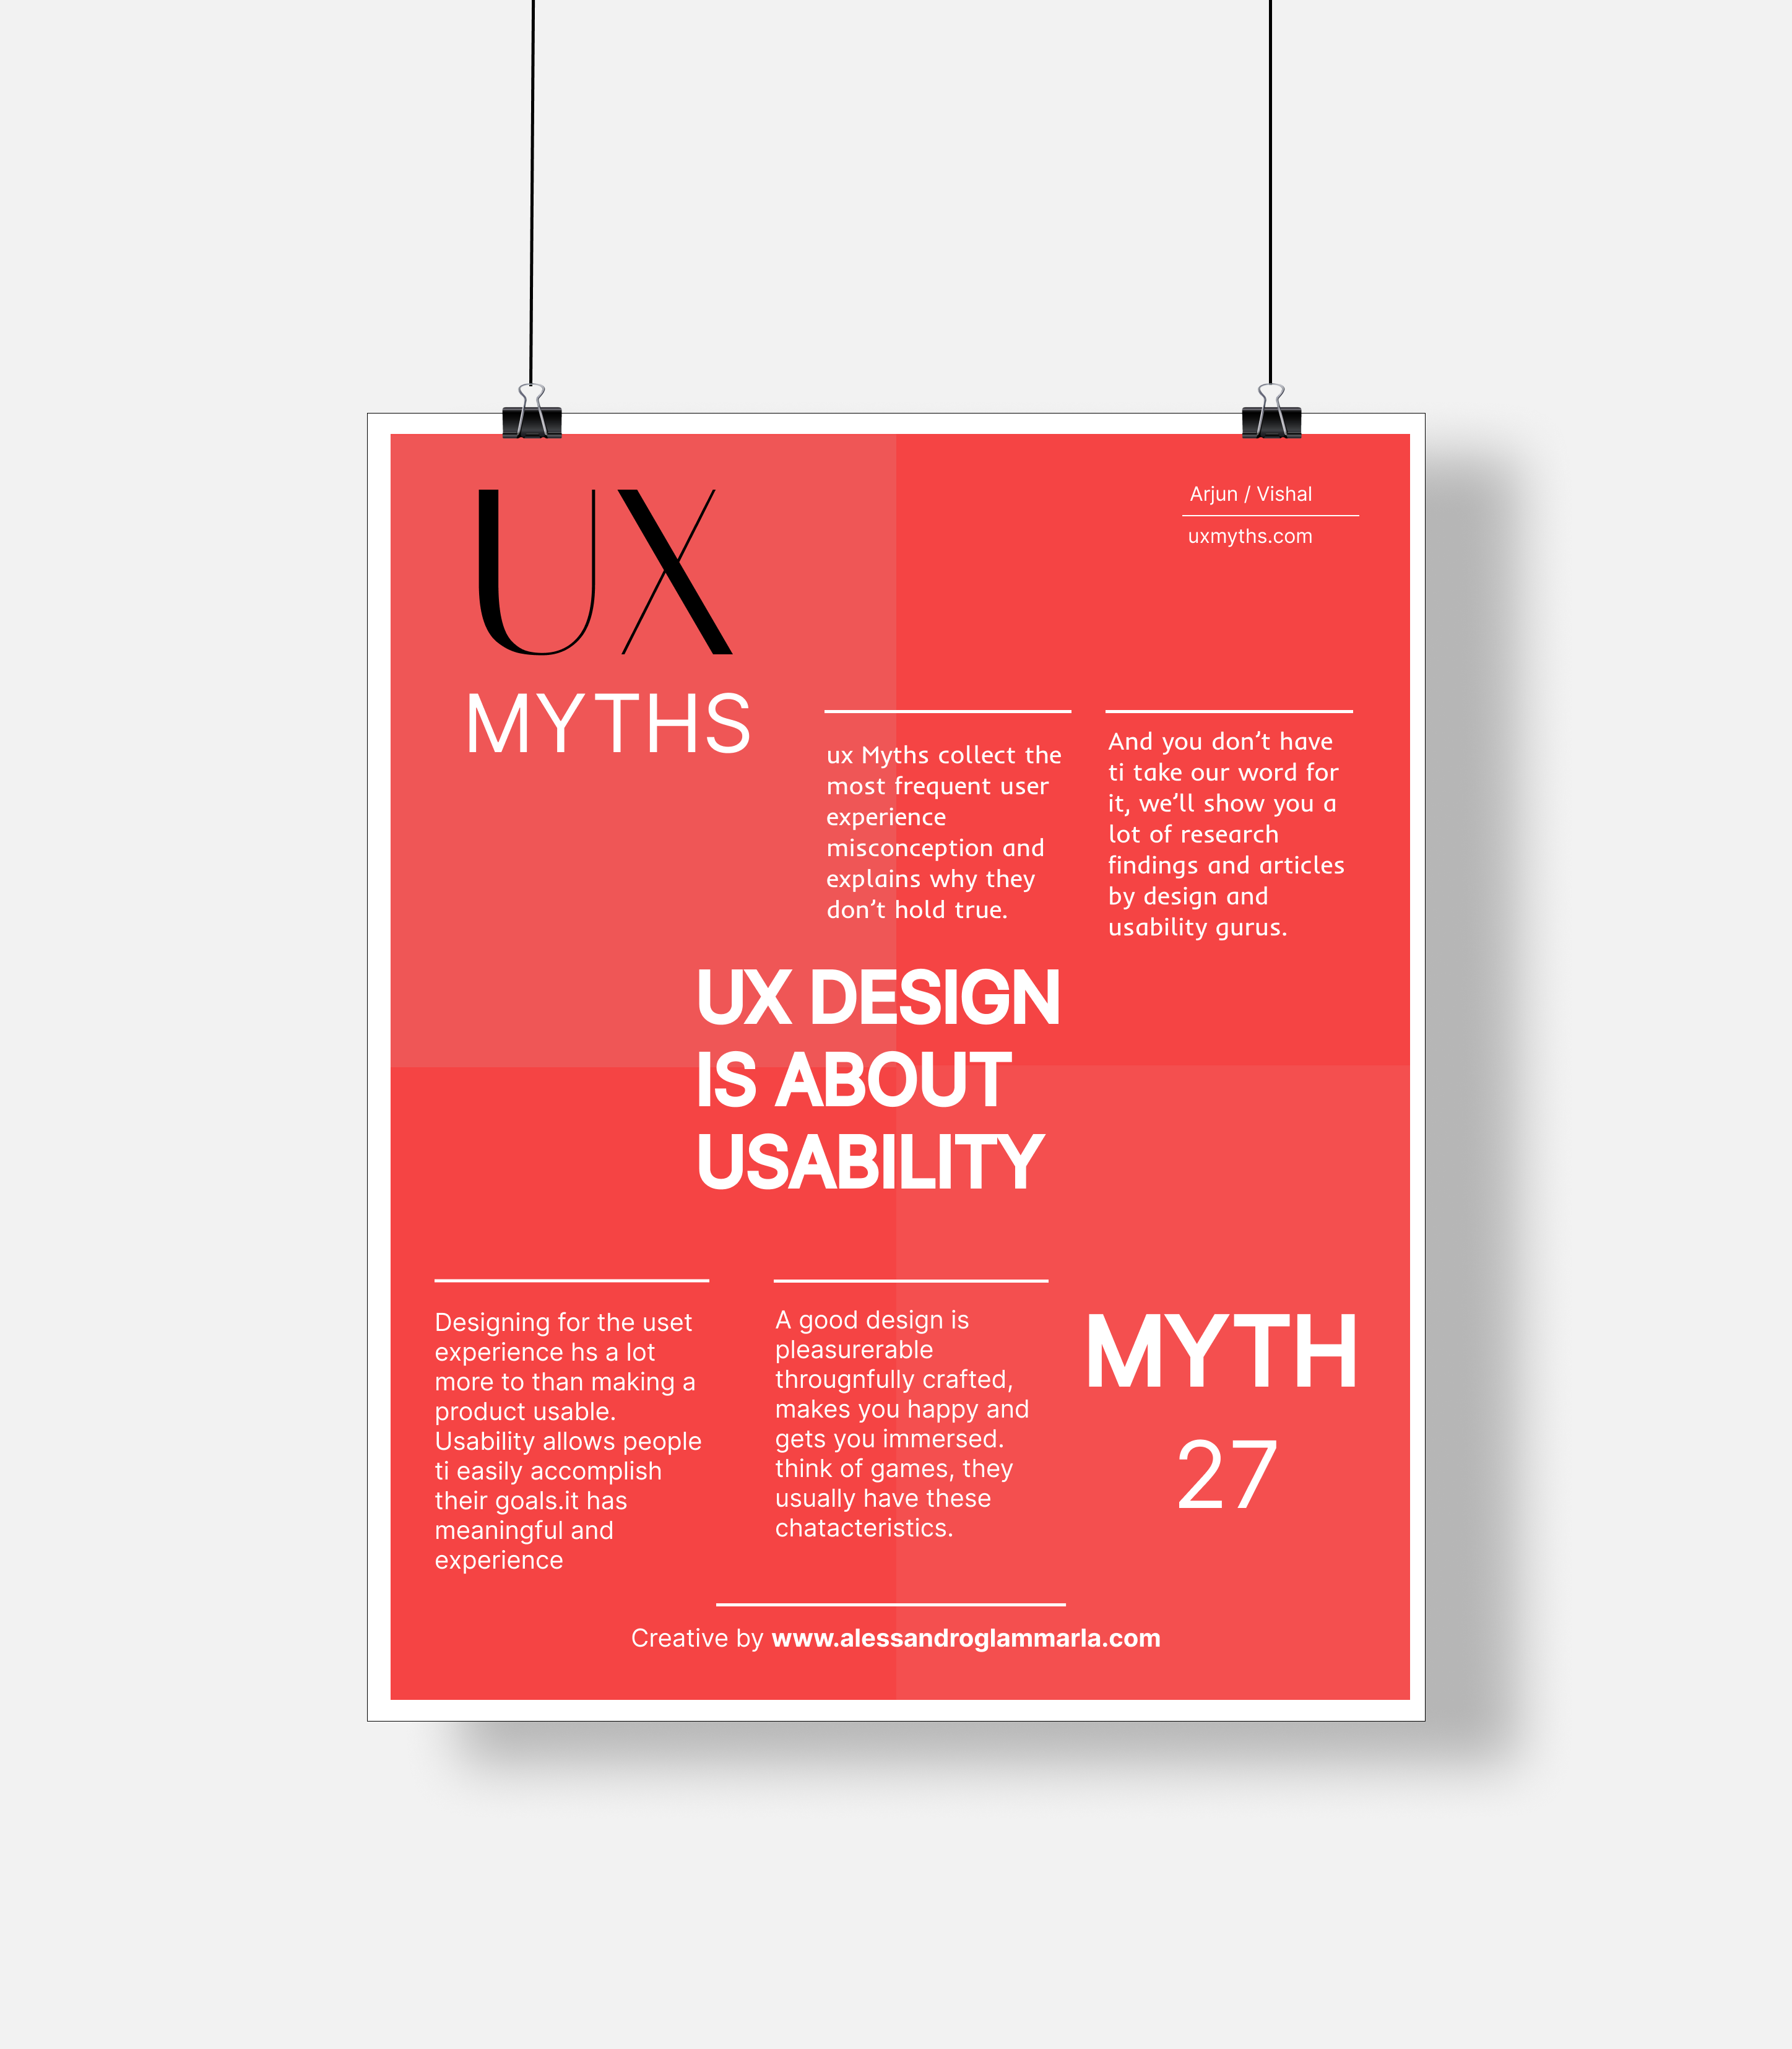 UX
MYTHS
Arjun / Vishal
uxmyths.com
ux Myths collect the
most frequent user
experience
misconception and
explains why they
don’t hold true.
And you don’t have
ti take our word for
it, we’ll show you a
lot of research
findings and articles
by design and
usability gurus.
UX DESIGN
IS ABOUT
USABILITY
Designing for the uset
experience hs a lot
more to than making a
product usable.
Usability allows people
ti easily accomplish
their goals.it has
meaningful and
experience
A good design is
pleasurerable
througnfully crafted,
makes you happy and
gets you immersed.
think of games, they
usually have these
chatacteristics.
MYTH
27
Creative by www.alessandroglammarla.com